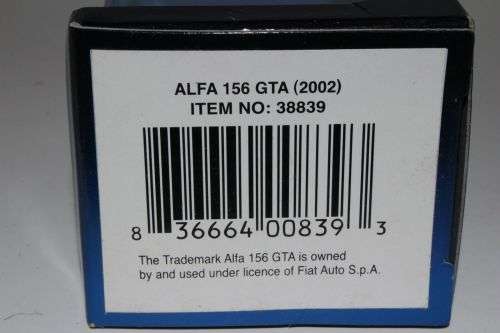 ALFA 156 GTA (2002)
ITEM NO: 38839
8 36664 00839 3
The Trademark Alfa 156 GTA is owned
by and used under licence of Fiat Auto S.p.A.